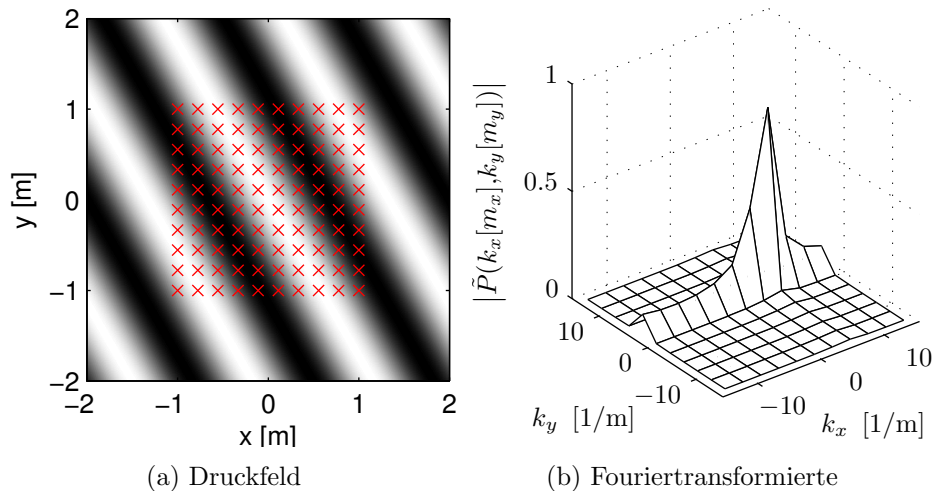 2
1
0
−1
−2
y [m]
−2
−1
0
1
2
x [m]
(a) Druckfeld
1
0.5
0
|P̃(k_x[m_x],k_y[m_y])|
10
0
−10
k_y [1/m]
−10
0
10
k_x [1/m]
(b) Fouriertransformierte